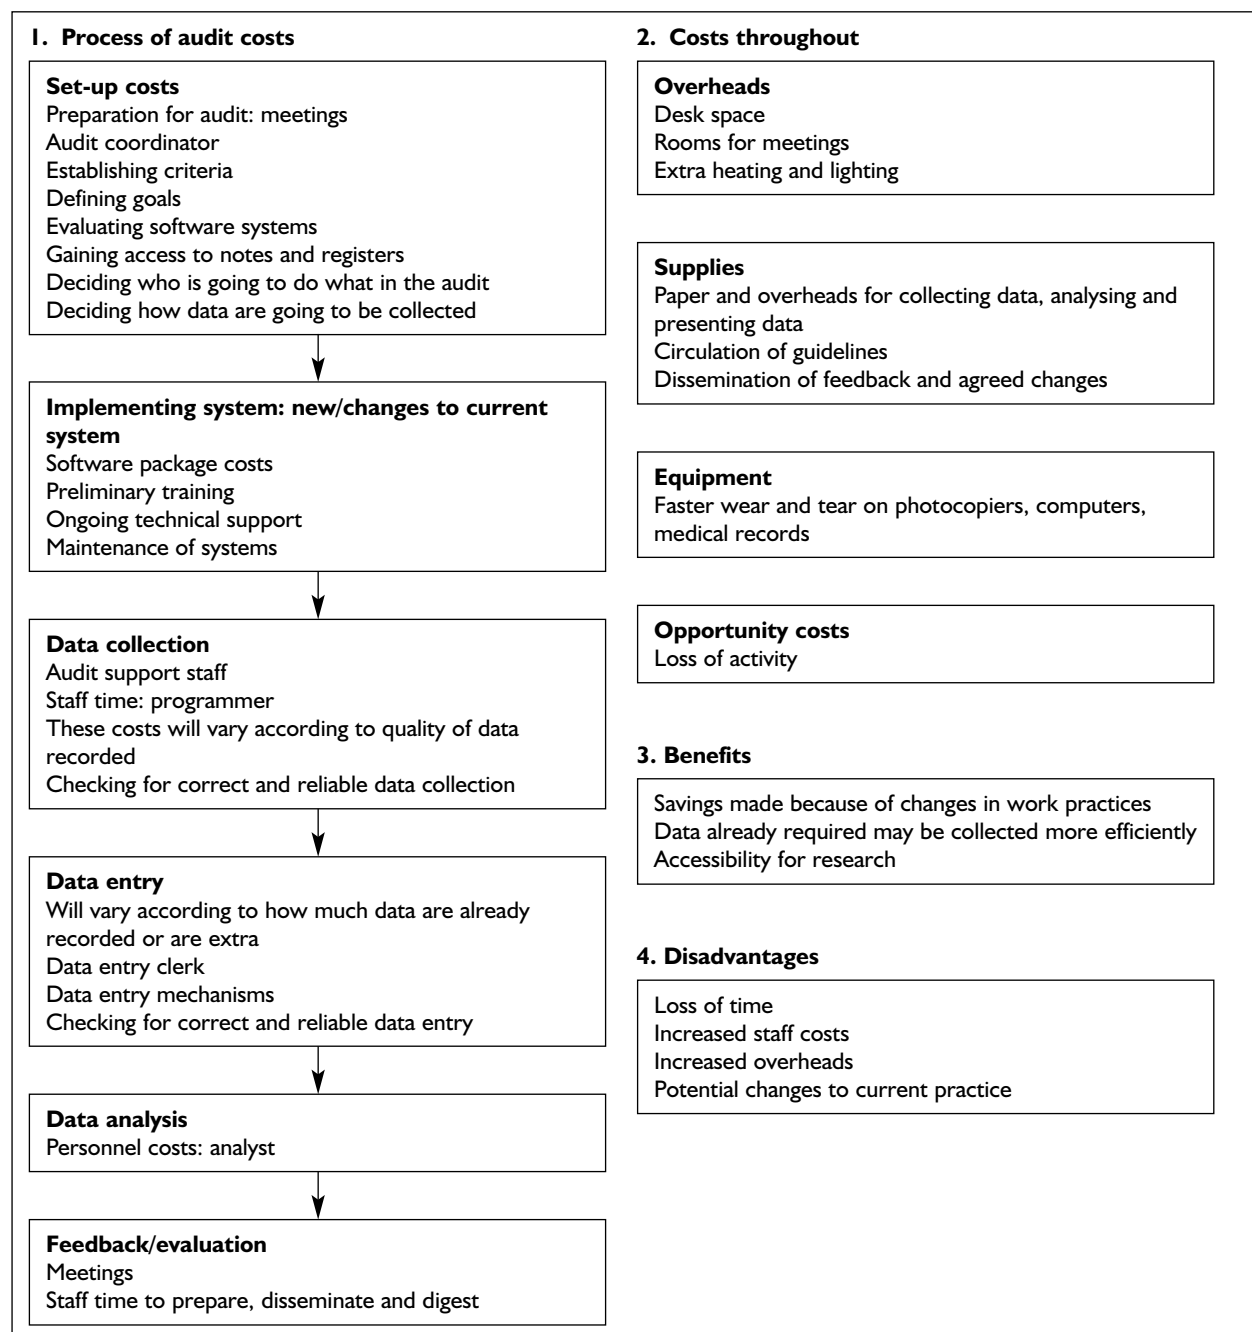 1. Process of audit costs
Set-up costs
Preparation for audit: meetings
Audit coordinator
Establishing criteria
Defining goals
Evaluating software systems
Gaining access to notes and registers
Deciding who is going to do what in the audit
Deciding how data are going to be collected
Implementing system: new/changes to current
system
Software package costs
Preliminary training
Ongoing technical support
Maintenance of systems
Data collection
Audit support staff
Staff time: programmer
These costs will vary according to quality of data
recorded
Checking for correct and reliable data collection
Data entry
Will vary according to how much data are already
recorded or are extra
Data entry clerk
Data entry mechanisms
Checking for correct and reliable data entry
Data analysis
Personnel costs: analyst
Feedback/evaluation
Meetings
Staff time to prepare, disseminate and digest
2. Costs throughout
Overheads
Desk space
Rooms for meetings
Extra heating and lighting
Supplies
Paper and overheads for collecting data, analysing and
presenting data
Circulation of guidelines
Dissemination of feedback and agreed changes
Equipment
Faster wear and tear on photocopiers, computers,
medical records
Opportunity costs
Loss of activity
3. Benefits
Savings made because of changes in work practices
Data already required may be collected more efficiently
Accessibility for research
4. Disadvantages
Loss of time
Increased staff costs
Increased overheads
Potential changes to current practice